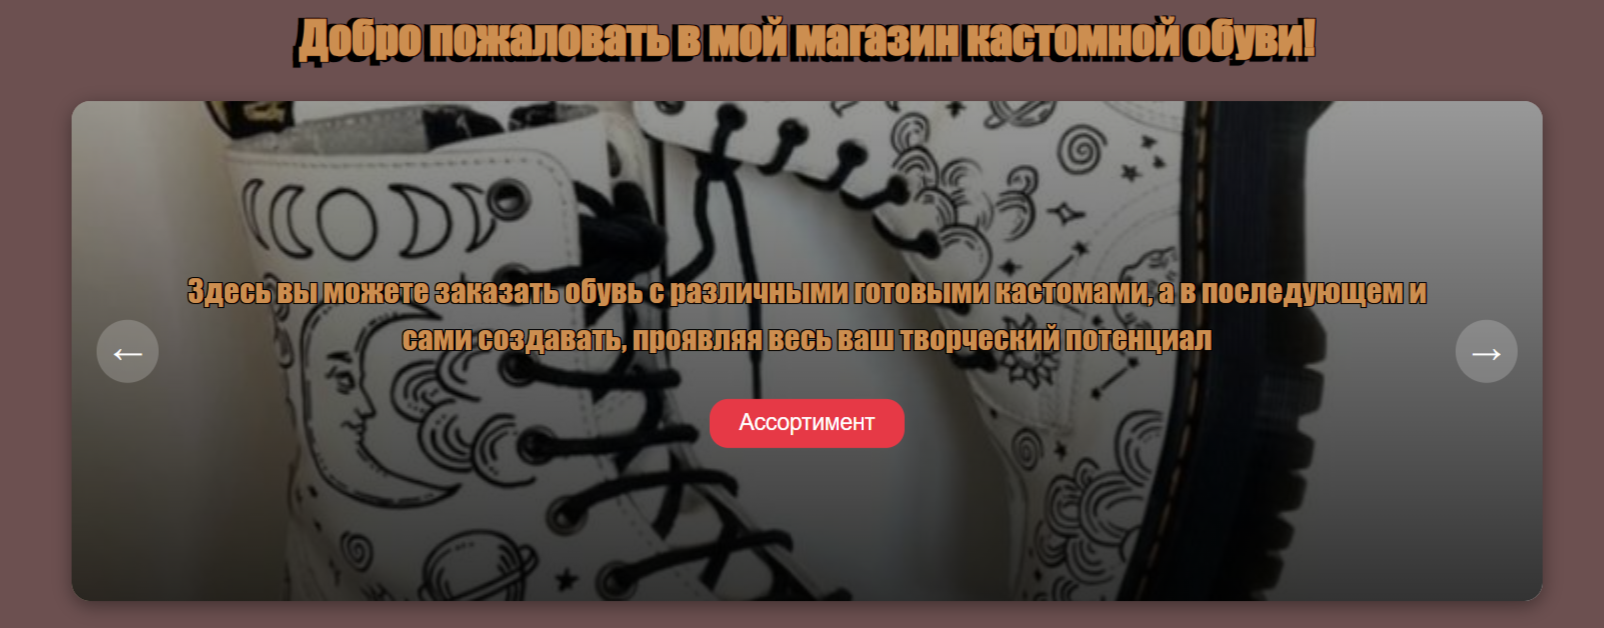 Добро пожаловать в мой магазин кастомной обуви!
Здесь вы можете заказать обувь с различными готовыми кастомами, а в последующем и
сами создавать, проявляя весь ваш творческий потенциал
← →
Ассортимент